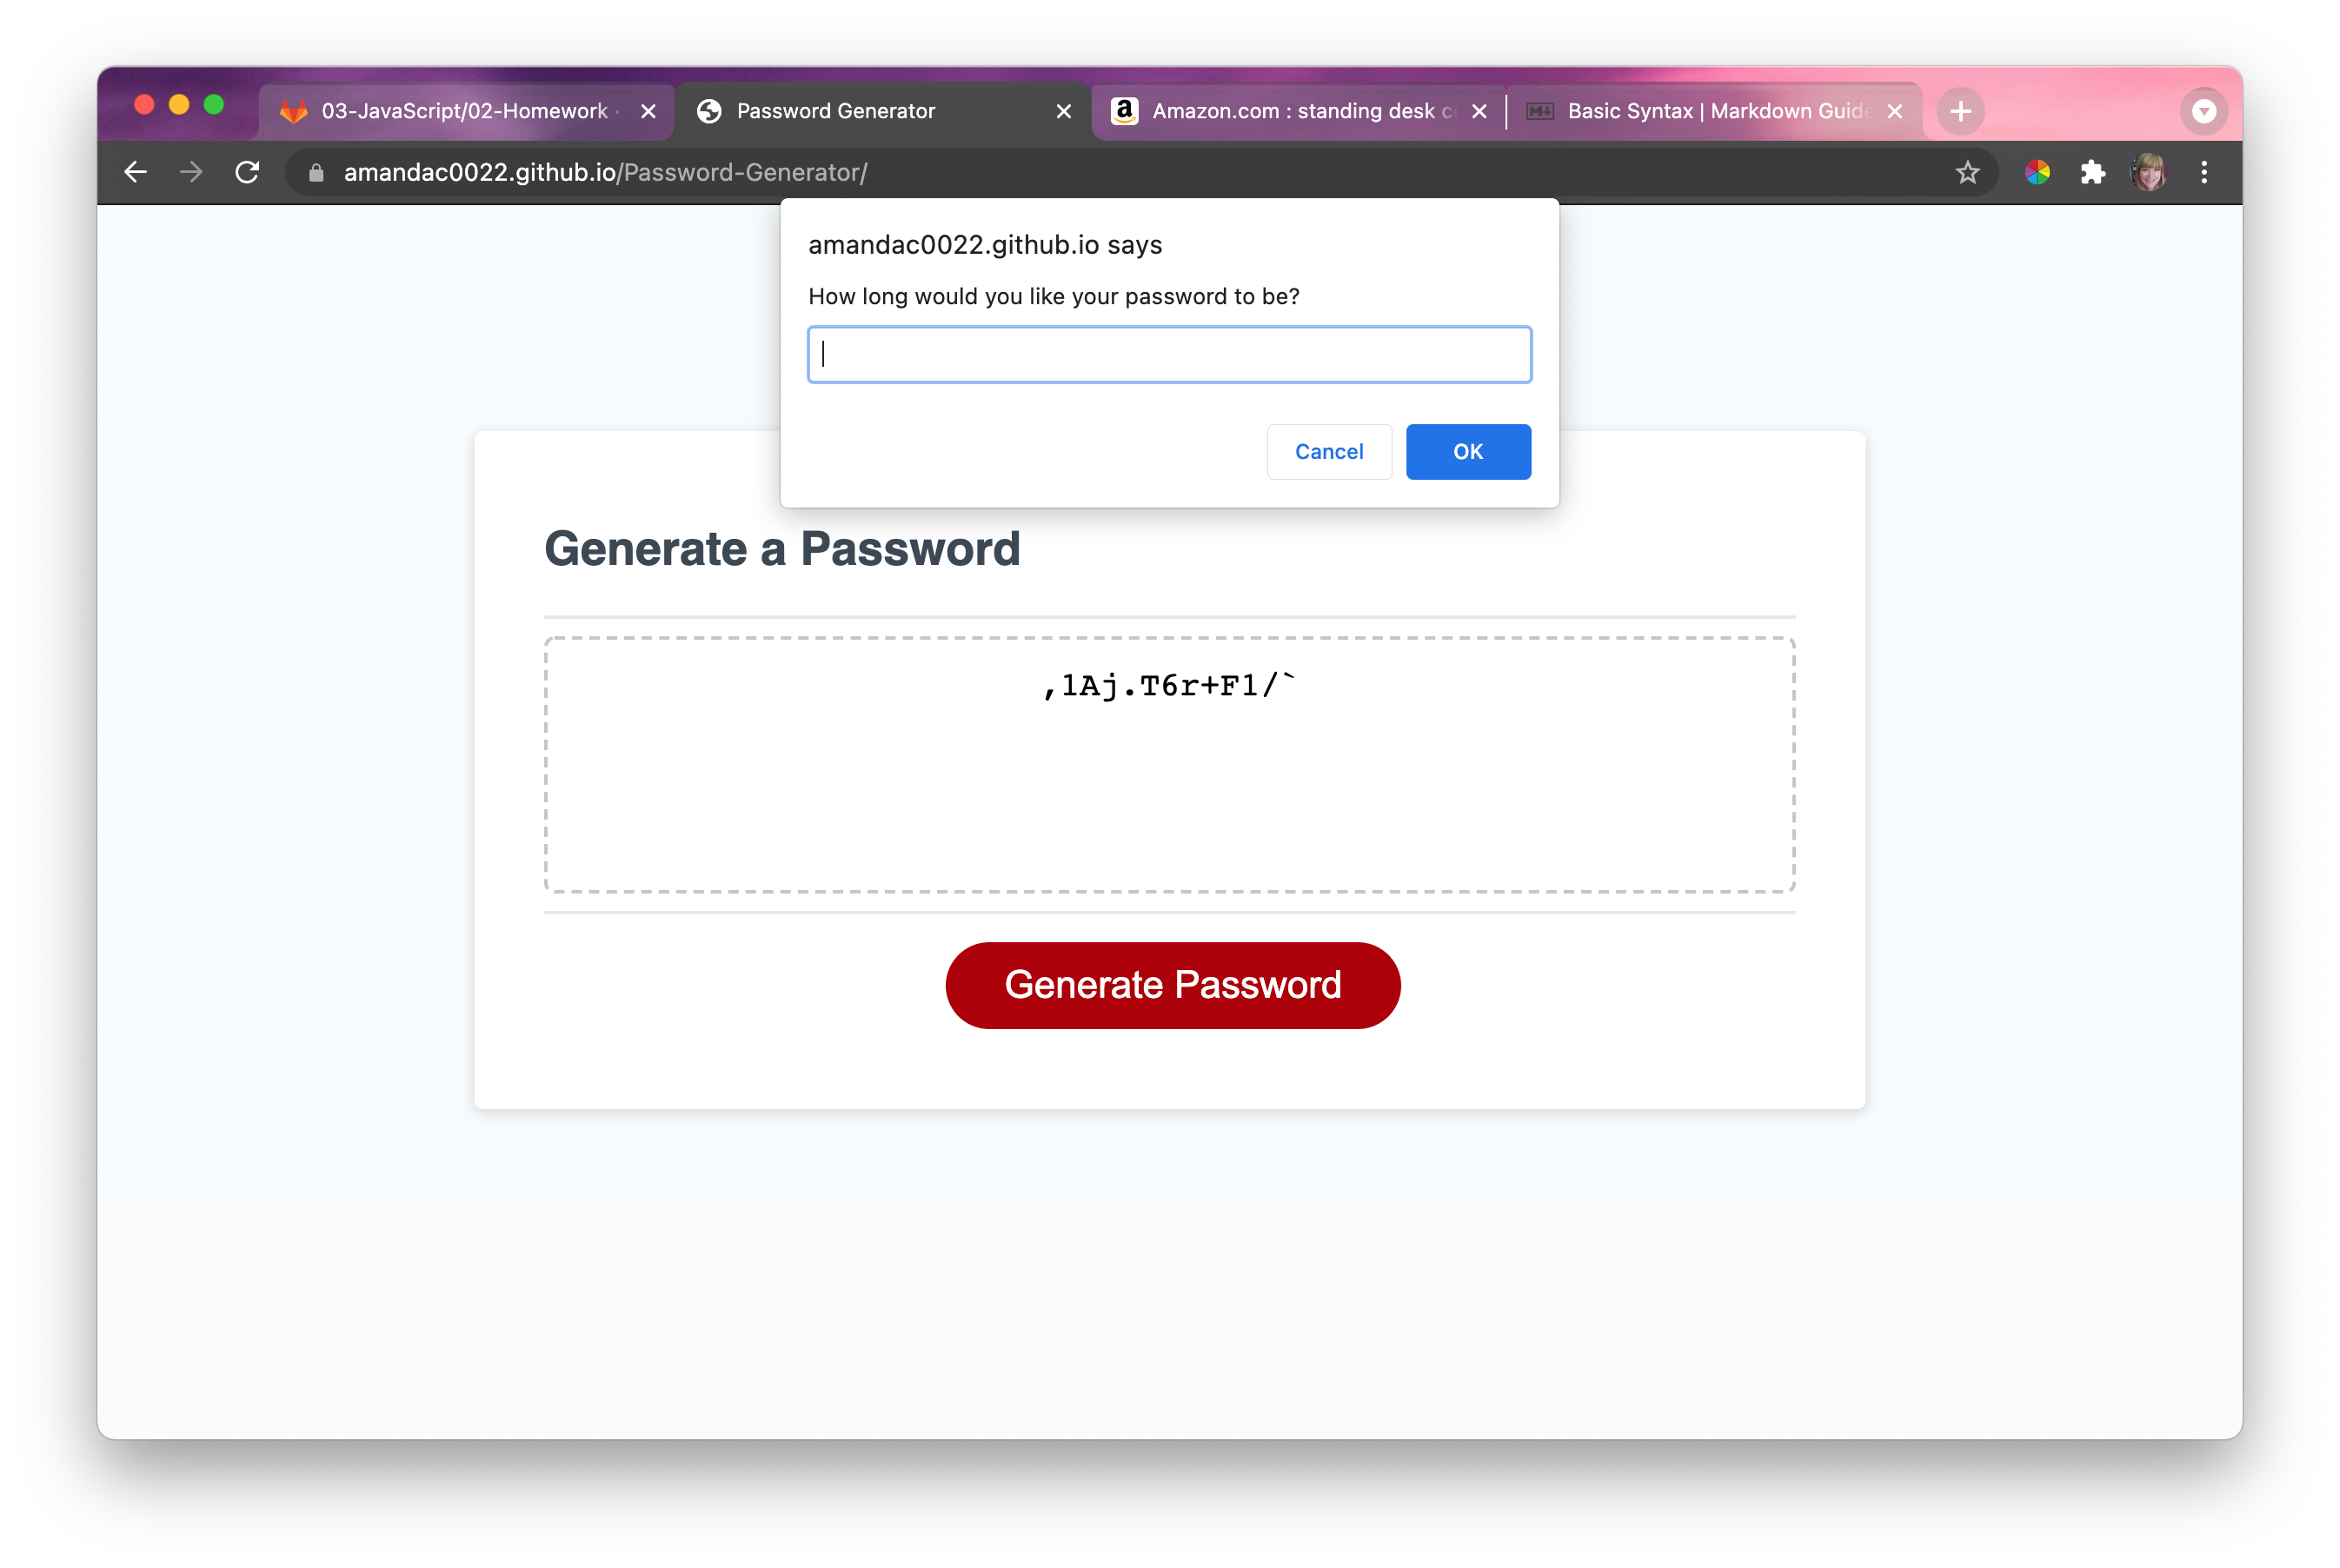 03-JavaScript/02-Homework ·
Password Generator
Amazon.com : standing desk c
Basic Syntax | Markdown Guide
amandac0022.github.io/Password-Generator/
amandac0022.github.io says
How long would you like your password to be?
Cancel
OK
Generate a Password
,1Aj.T6r+F1/`
Generate Password